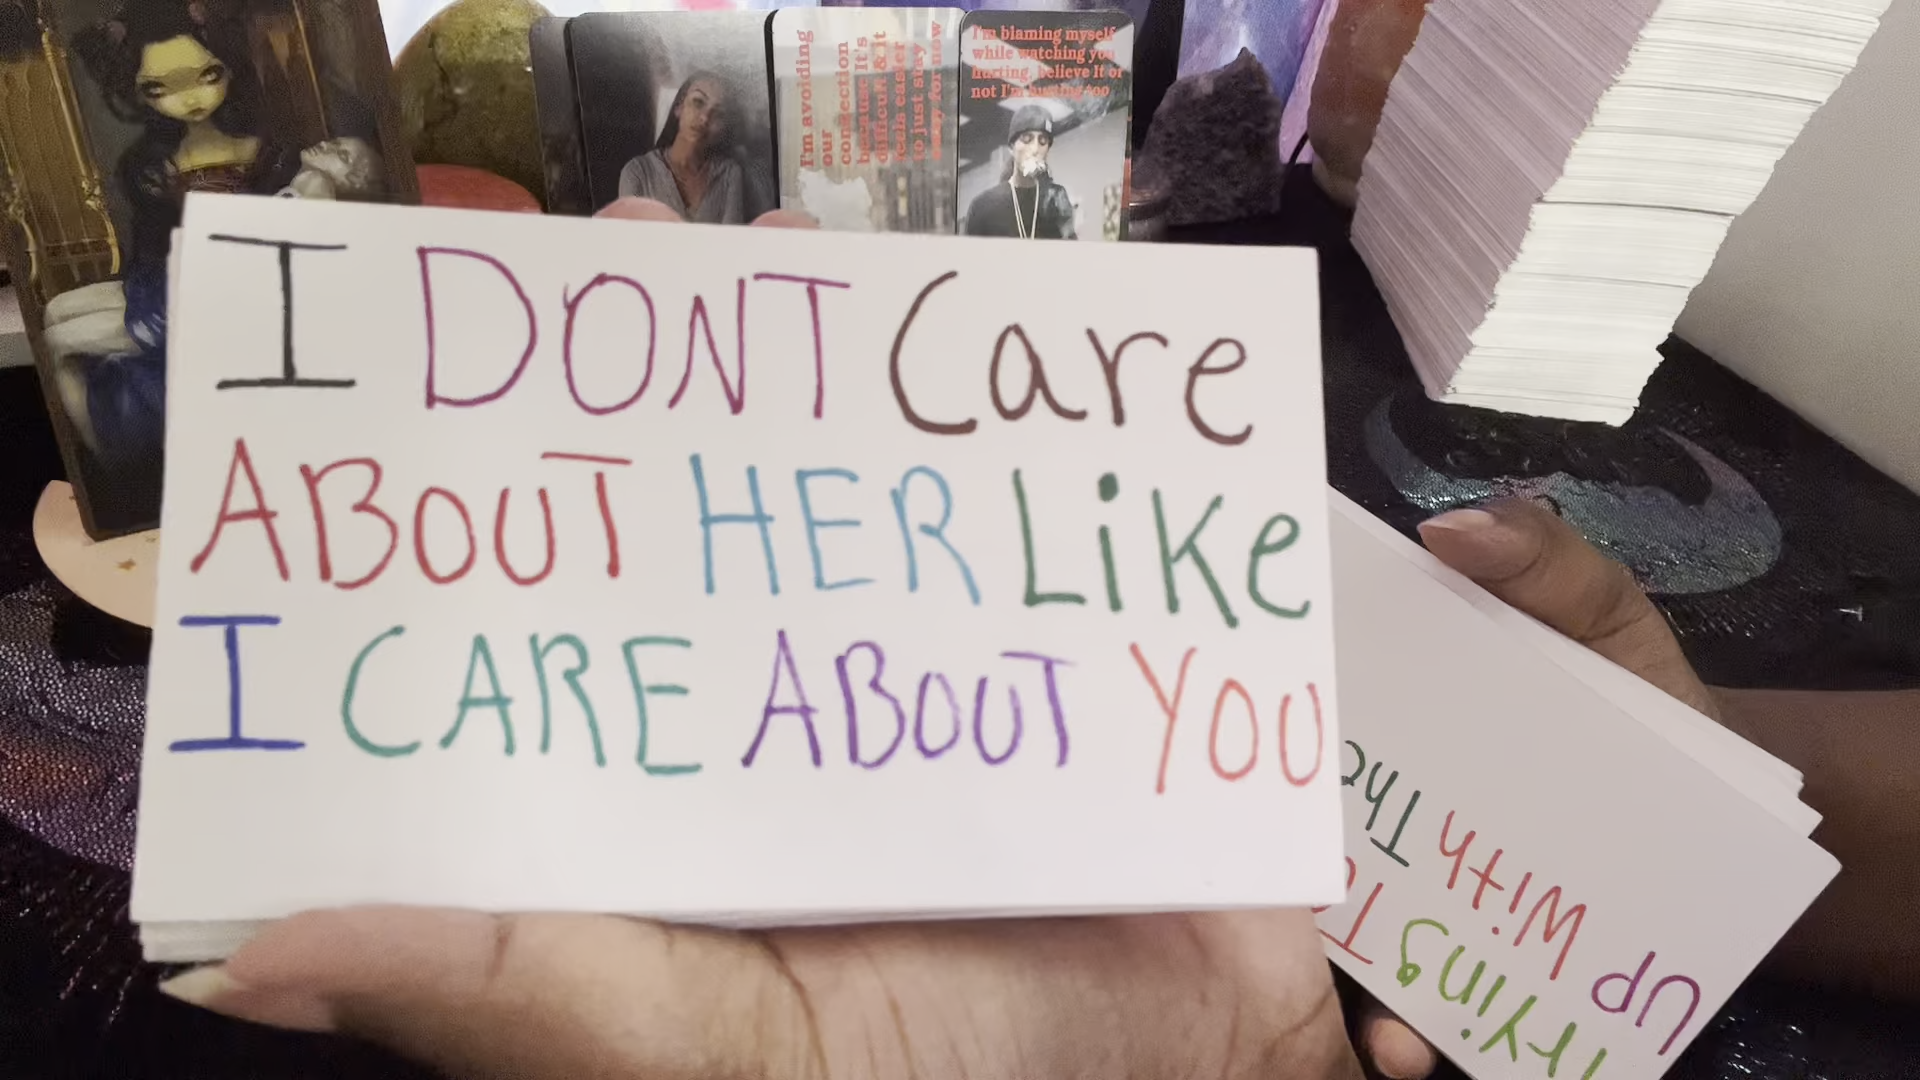 I'm avoiding
our
connection
because It's
difficult & it
feels easier
to just stay
away, for now
I'm blaming myself
while watching you
hurting, believe It or
not I'm hurting too
I DONT Care
ABOUT HER LiKe
I CARE ABOUT YOU
Trying To
UP With The